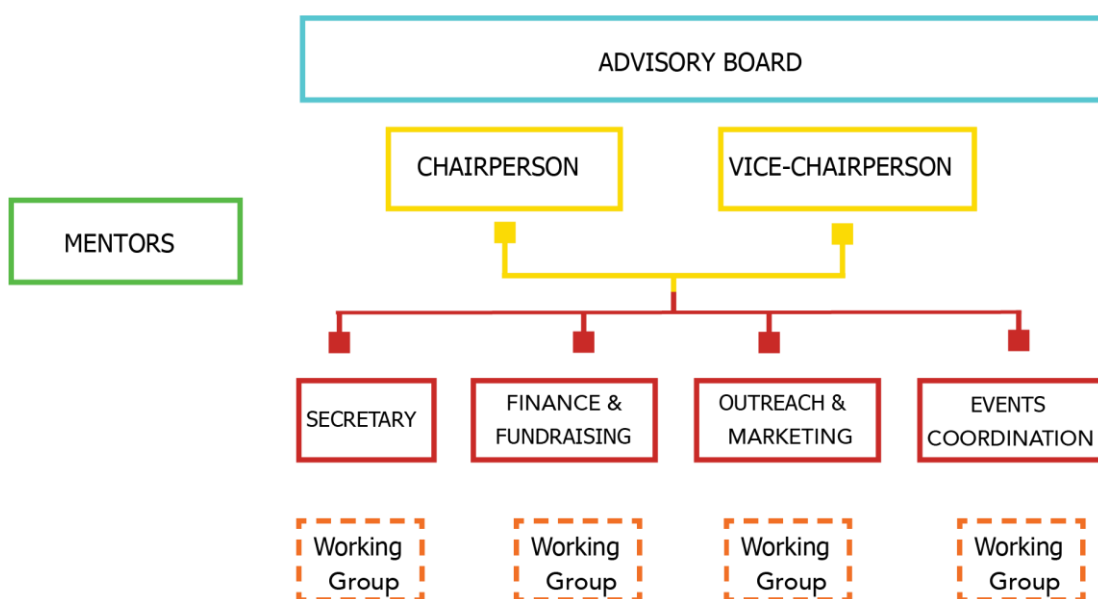 ADVISORY BOARD
CHAIRPERSON
VICE-CHAIRPERSON
MENTORS
SECRETARY
FINANCE &
FUNDRAISING
OUTREACH &
MARKETING
EVENTS
COORDINATION
Working
Group
Working
Group
Working
Group
Working
Group